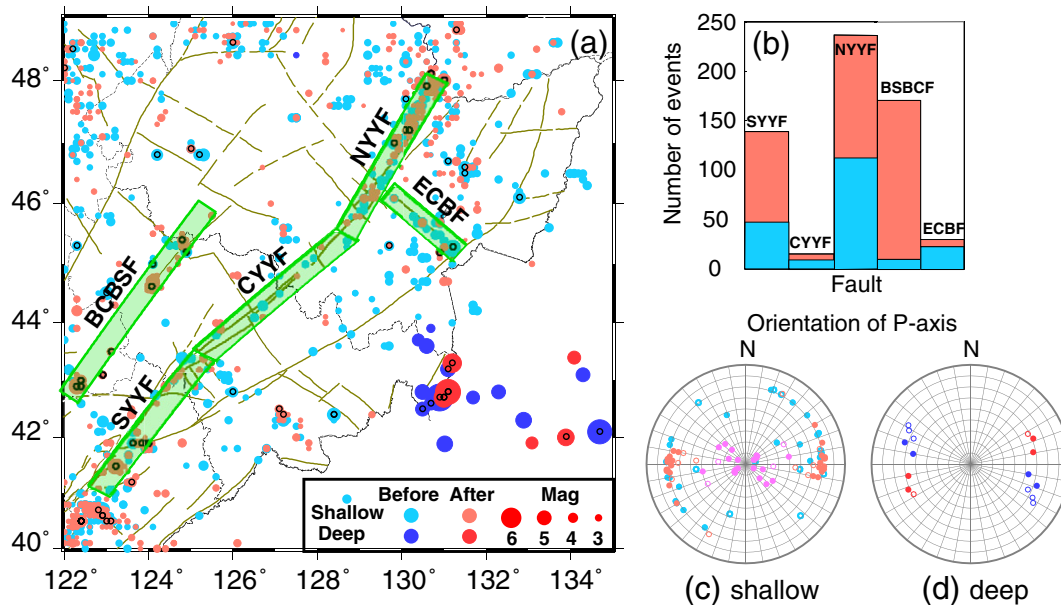 (a)
48°
46°
44°
42°
40°
122°
124°
126°
128°
130°
132°
134°
NYYF
ECBF
CYYF
BCBSF
SYYF
Before After Mag
Shallow
Deep
6 5 4 3
(b)
Number of events
250
200
150
100
50
0
SYYF
CYYF
NYYF
BSBCF
ECBF
Fault
Orientation of P-axis
N N
(c) shallow (d) deep